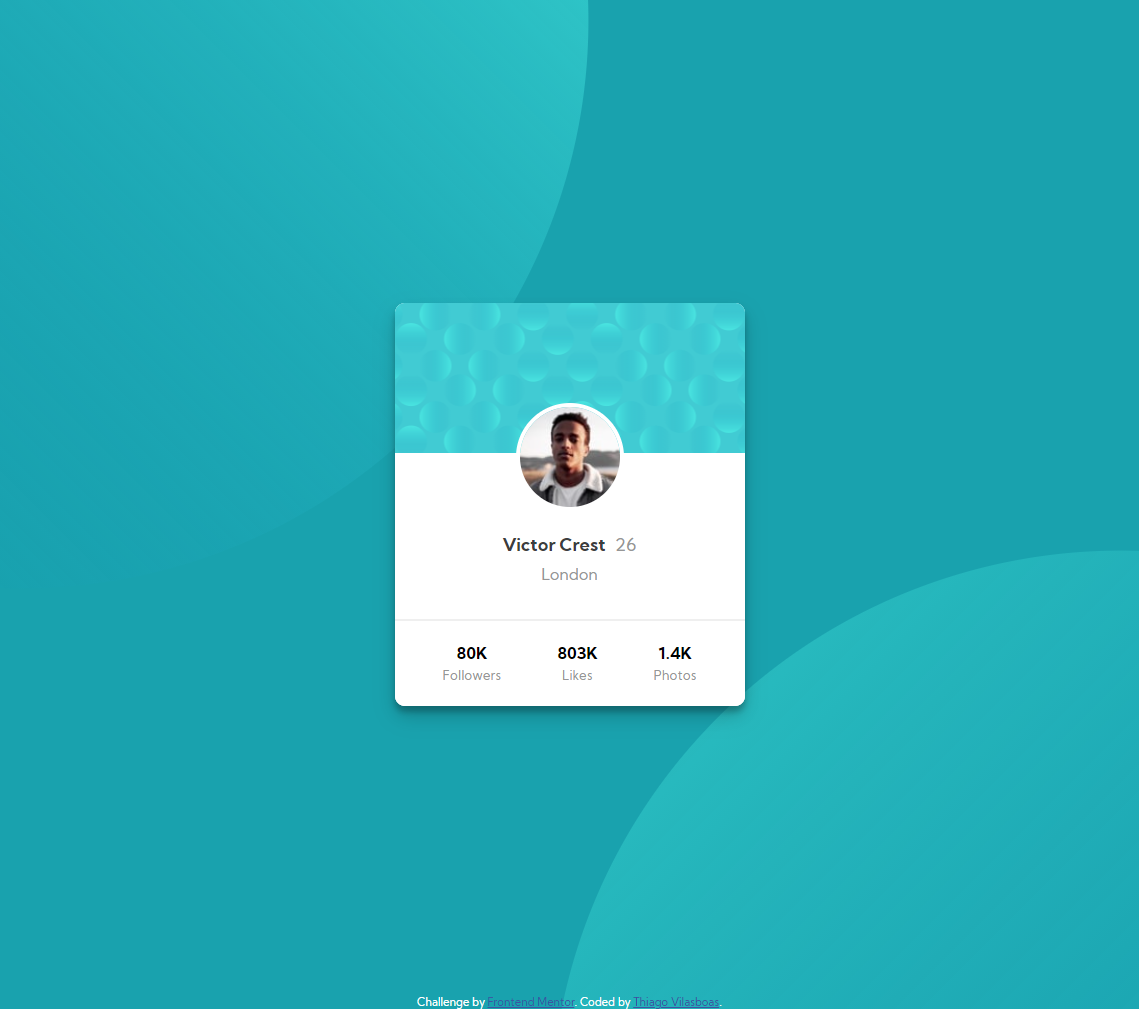 Victor Crest 26
London
80K 803K 1.4K
Followers Likes Photos
Challenge by Frontend Mentor. Coded by Thiago Vilasboas.